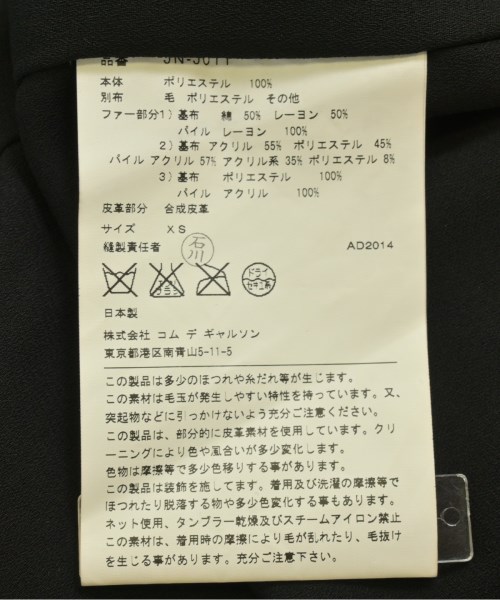 品番 JN-J011
本体 ポリエステル 100%
別布 毛 ポリエステル その他
ファー部分1) 基布 綿 50% レーヨン 50%
パイル レーヨン 100%
2) 基布 アクリル 55% ポリエステル 45%
パイル アクリル 57% アクリル系 35% ポリエステル 8%
3) 基布 ポリエステル 100%
パイル アクリル 100%
皮革部分 合成皮革
サイズ XS
縫製責任者 石川 AD2014
エリ ドライ セキユ系
日本製
株式会社 コム デ ギャルソン
東京都港区南青山5-11-5
この製品は多少のほつれや糸だれ等が生じます。
この素材は毛玉が発生しやすい特性を持っています。又、
突起物などに引っかけないよう充分ご注意ください。
この製品は、部分的に皮革素材を使用しています。クリ
ーニングにより色や風合いが多少変化します。
色物は摩擦等で多少色移りする事があります。
この製品は装飾を施してます。着用及び洗濯の摩擦等で
ほつれたり脱落する物や多少色変化する事もあります。
ネット使用、タンブラー乾燥及びスチームアイロン禁止
この素材は、着用時の摩擦により毛が乱れたり、毛抜け
を生じる事があります。充分ご注意下さい。